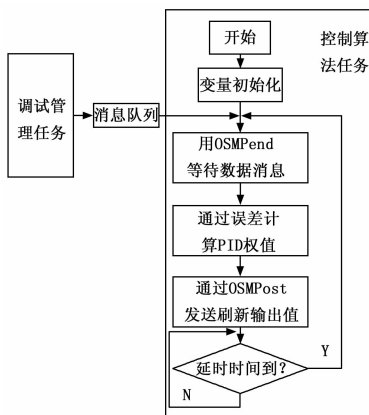 开始
控制算
法任务
变量初始化
调试管
理任务
消息队列
用OSMPend
等待数据消息
通过误差计
算PID权值
通过OSMPost
发送刷新输出值
延时时间到?
Y
N